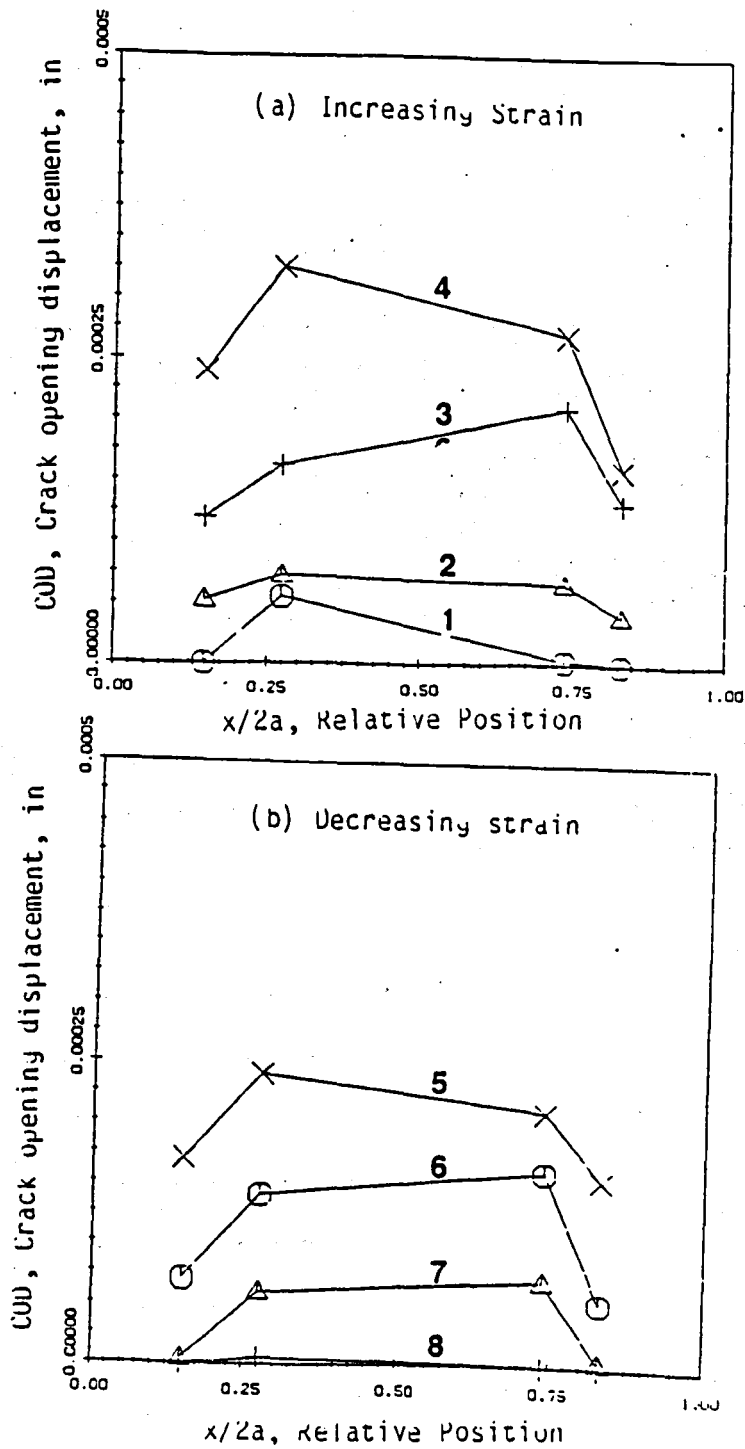 COD, Crack opening displacement, in
0.0005
0.00025
0.00000
(a) Increasing Strain
4
3
2
1
0.00 0.25 0.50 0.75 1.00
x/2a, Relative Position
COD, Crack opening displacement, in
0.0005
0.00025
0.00000
(b) Decreasing strain
5
6
7
8
0.00 0.25 0.50 0.75 1.00
x/2a, Relative Position